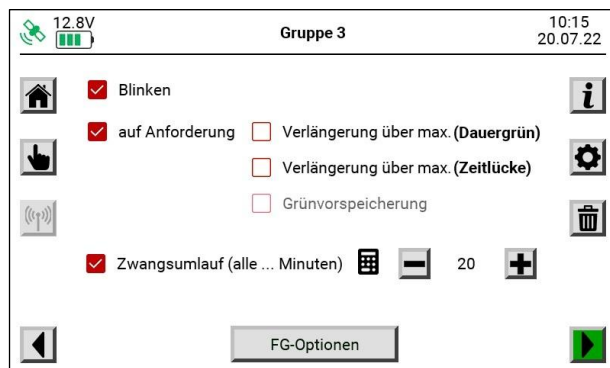 12.8V
Gruppe 3
10:15
20.07.22
Blinken
auf Anforderung
Verlängerung über max. (Dauergrün)
Verlängerung über max. (Zeitlücke)
Grünvorspeicherung
Zwangsumlauf (alle ... Minuten)
20
FG-Optionen